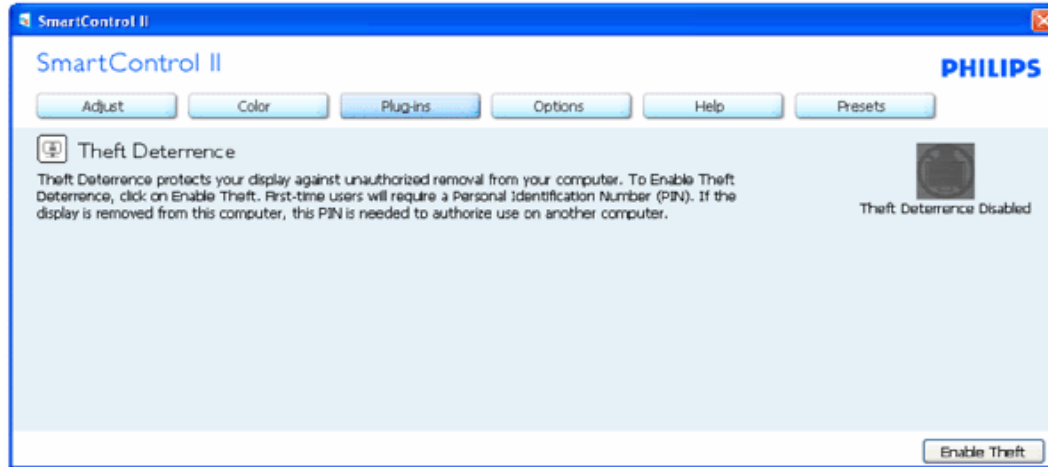 SmartControl II
SmartControl II
PHILIPS
Adjust Color Plug-ins Options Help Presets
Theft Deterrence
Theft Deterrence protects your display against unauthorized removal from your computer. To Enable Theft
Deterrence, click on Enable Theft. First-time users will require a Personal Identification Number (PIN). If the
display is removed from this computer, this PIN is needed to authorize use on another computer.
Theft Deterrence Disabled
Enable Theft